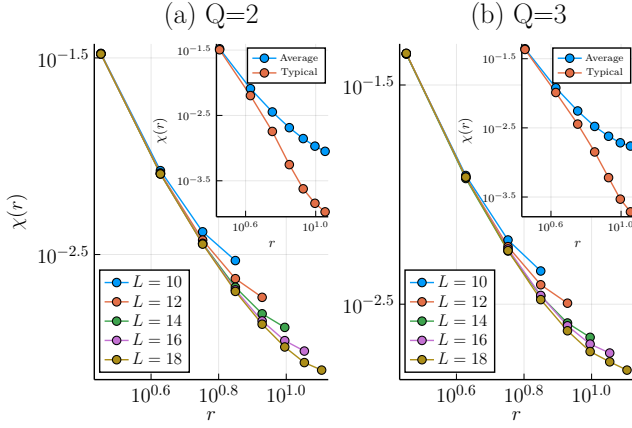 (a) Q=2
χ(r)
10^−1.5
10^−2.5
L = 10
L = 12
L = 14
L = 16
L = 18
10^0.6
10^0.8
10^1.0
r
χ(r)
10^−1.5
10^−2.5
10^−3.5
Average
Typical
10^0.6
10^1.0
r
(b) Q=3
χ(r)
10^−1.5
10^−2.5
L = 10
L = 12
L = 14
L = 16
L = 18
10^0.6
10^0.8
10^1.0
r
χ(r)
10^−1.5
10^−2.5
10^−3.5
Average
Typical
10^0.6
10^1.0
r